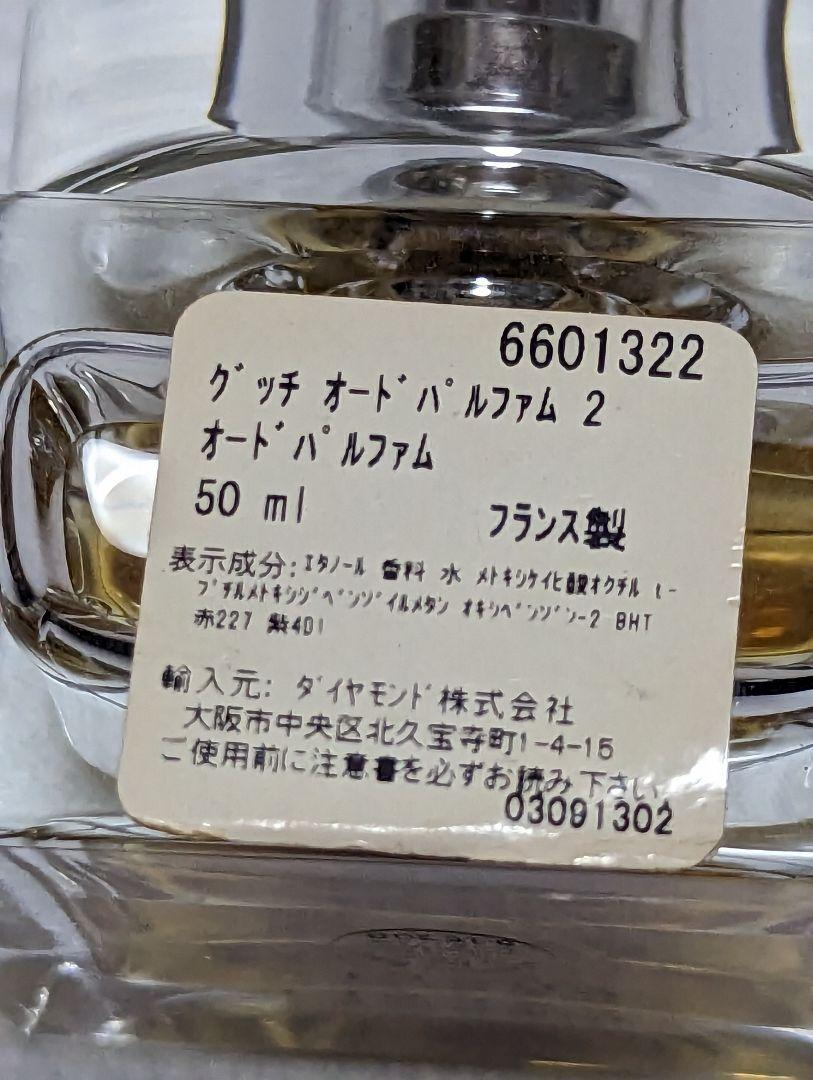 6601322
ｸﾞｯﾁ ｵｰﾄﾞﾊﾟﾙﾌｧﾑ 2
ｵｰﾄﾞﾊﾟﾙﾌｧﾑ
50 ml フランス製
表示成分:ｴﾀﾉｰﾙ 香料 水 ﾒﾄｷｼｹｲﾋ酸ｵｸﾁﾙ t-
ﾌﾞﾁﾙﾒﾄｷｼｼﾞﾍﾞﾝｿﾞｲﾙﾒﾀﾝ ｵｷｼﾍﾞﾝｿﾞﾝ-2 BHT
赤227 紫401
輸入元: ﾀﾞｲﾔﾓﾝﾄﾞ株式会社
大阪市中央区北久宝寺町1-4-15
ご使用前に注意書を必ずお読み下さい。
03091302